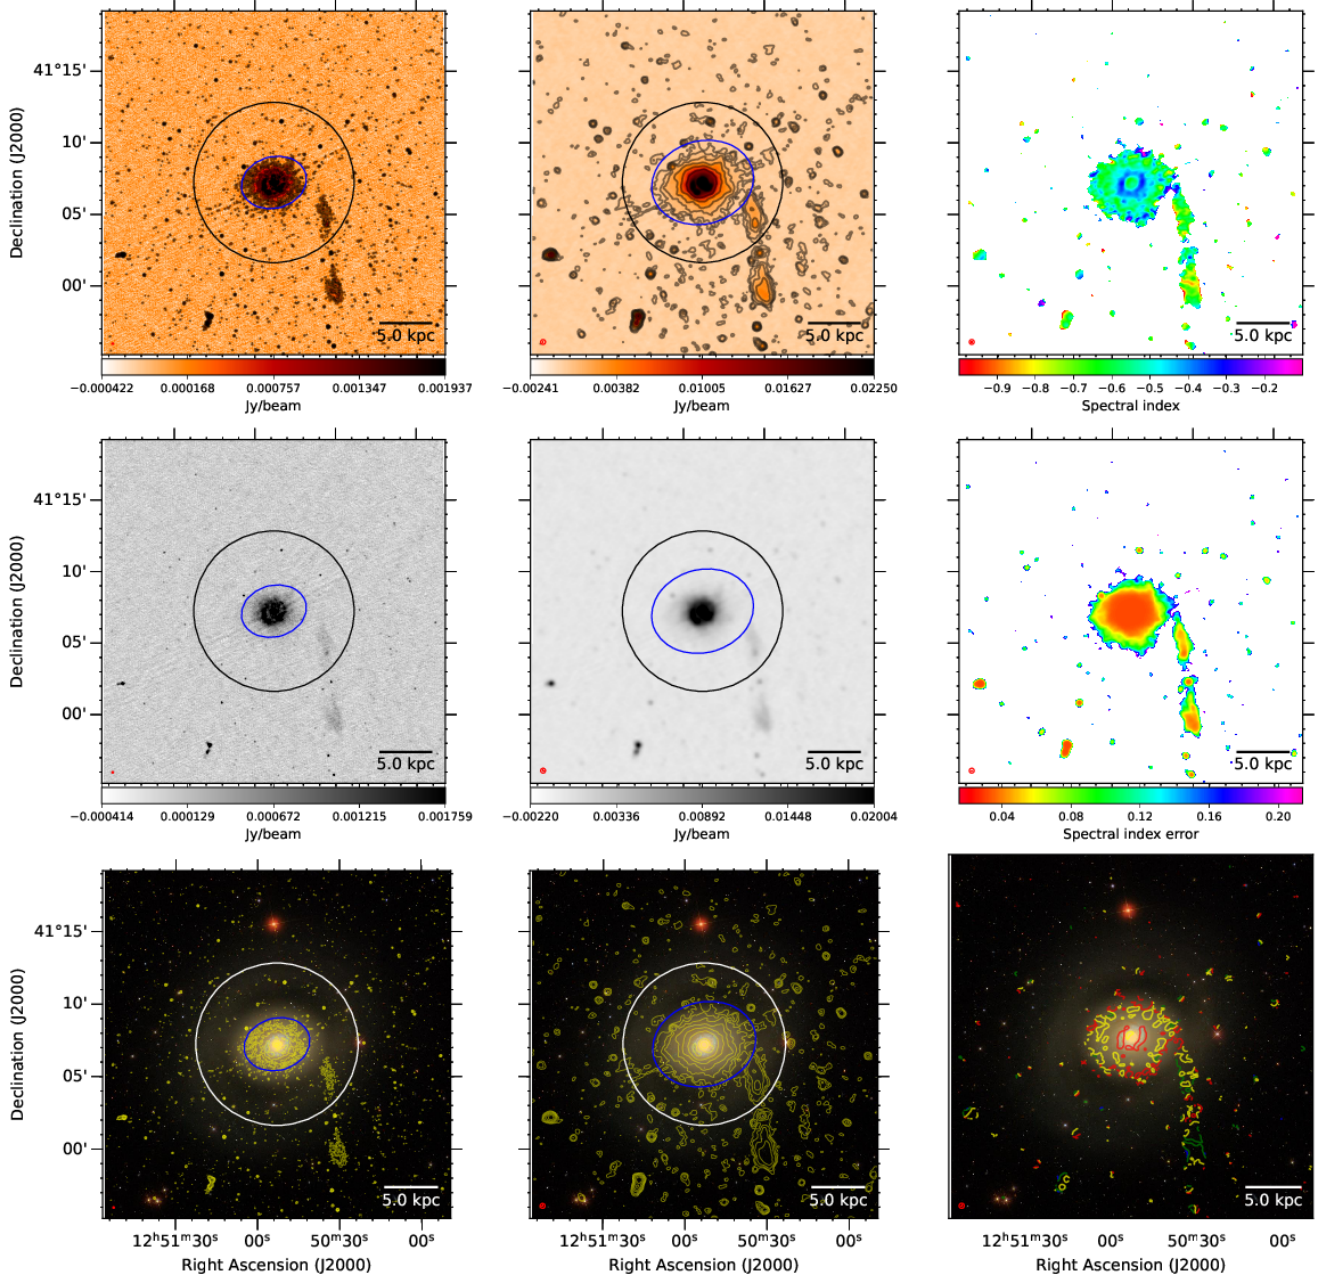 Declination (J2000)
41°15'
10'
05'
00'
5.0 kpc
5.0 kpc
5.0 kpc
−0.000422 0.000168 0.000757 0.001347 0.001937
Jy/beam
−0.00241 0.00382 0.01005 0.01627 0.02250
Jy/beam
−0.9 −0.8 −0.7 −0.6 −0.5 −0.4 −0.3 −0.2
Spectral index
Declination (J2000)
41°15'
10'
05'
00'
5.0 kpc
5.0 kpc
5.0 kpc
−0.000414 0.000129 0.000672 0.001215 0.001759
Jy/beam
−0.00220 0.00336 0.00892 0.01448 0.02004
Jy/beam
0.04 0.08 0.12 0.16 0.20
Spectral index error
Declination (J2000)
41°15'
10'
05'
00'
5.0 kpc
5.0 kpc
5.0 kpc
12ʰ51ᵐ30ˢ 00ˢ 50ᵐ30ˢ 00ˢ
Right Ascension (J2000)
12ʰ51ᵐ30ˢ 00ˢ 50ᵐ30ˢ 00ˢ
Right Ascension (J2000)
12ʰ51ᵐ30ˢ 00ˢ 50ᵐ30ˢ 00ˢ
Right Ascension (J2000)